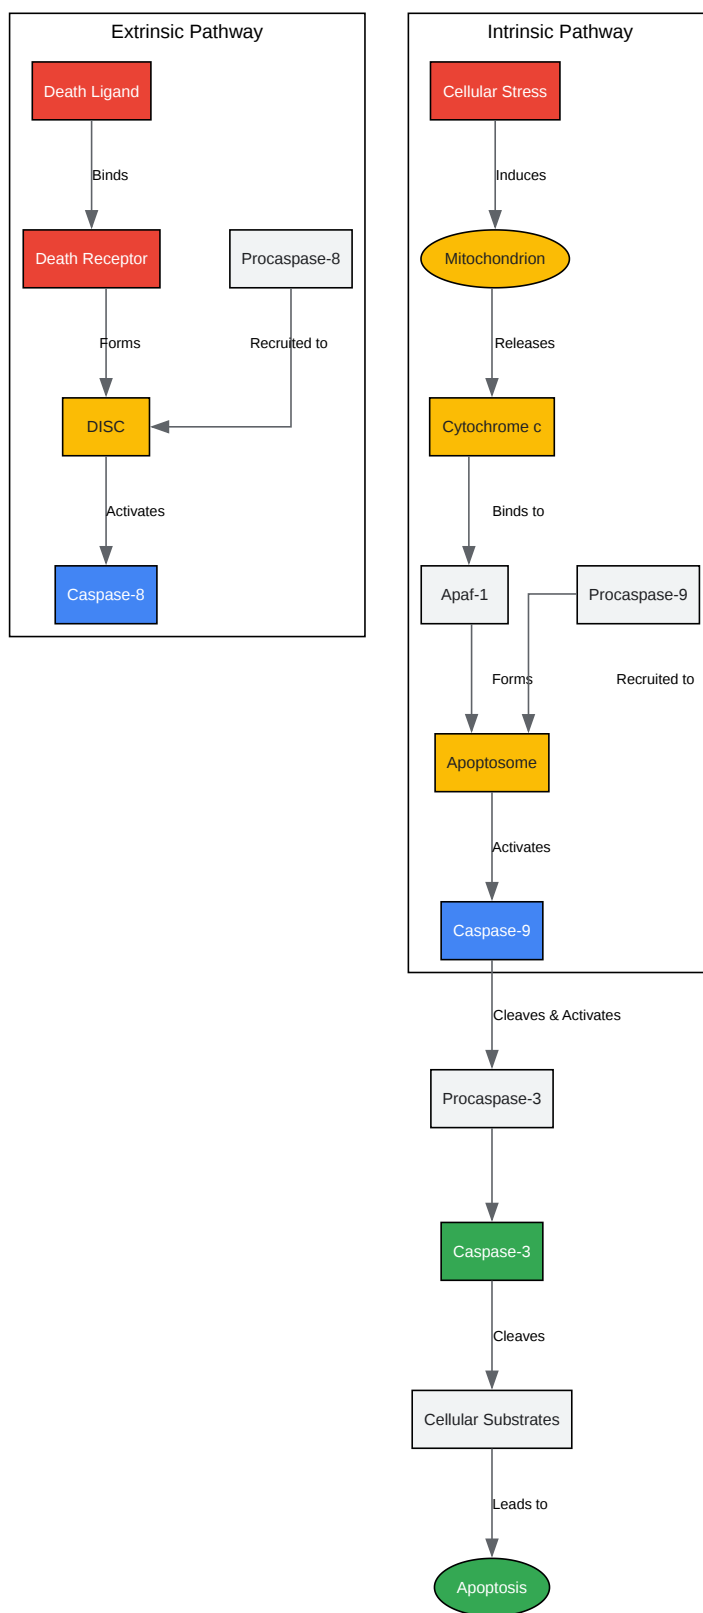 Extrinsic Pathway
Death Ligand
Binds
Death Receptor
Procaspase-8
Forms
Recruited to
DISC
Activates
Caspase-8
Intrinsic Pathway
Cellular Stress
Induces
Mitochondrion
Releases
Cytochrome c
Binds to
Apaf-1
Procaspase-9
Forms
Recruited to
Apoptosome
Activates
Caspase-9
Cleaves & Activates
Procaspase-3
Caspase-3
Cleaves
Cellular Substrates
Leads to
Apoptosis